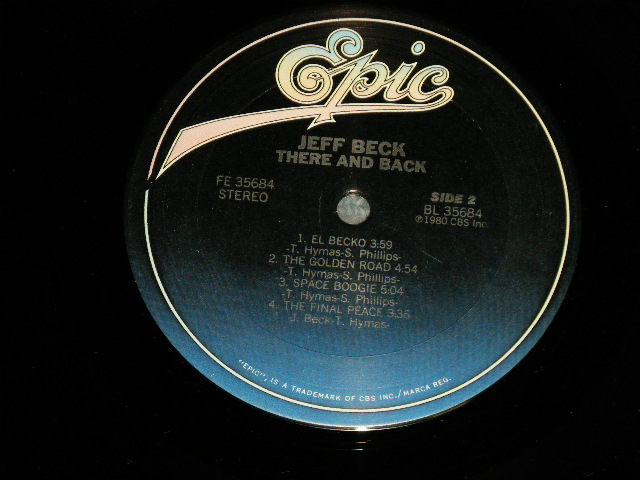 Epic
JEFF BECK
THERE AND BACK
FE 35684
STEREO
SIDE 2
BL 35684
℗1980 CBS Inc.
1. EL BECKO 3:59
-T. Hymas-S. Phillips-
2. THE GOLDEN ROAD 4:54
-T. Hymas-S. Phillips-
3. SPACE BOOGIE 5:04
-T. Hymas-S. Phillips-
4. THE FINAL PEACE 3:36
-J. Beck-T. Hymas-
"EPIC", IS A TRADEMARK OF CBS INC./MARCA REG.